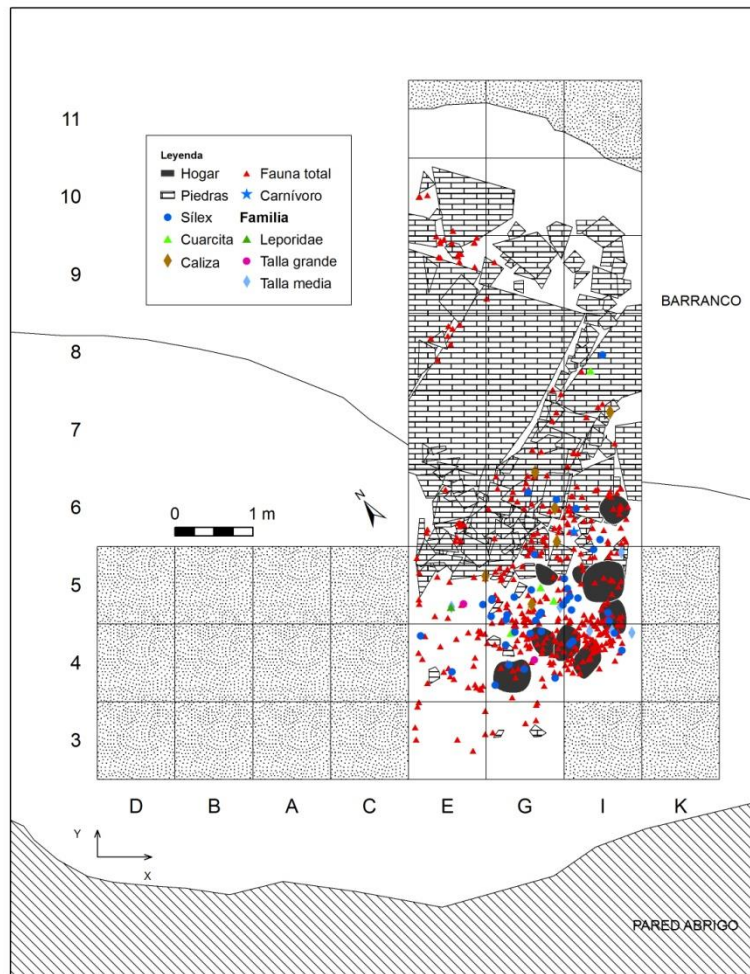 11
10
9
8
7
6
5
4
3
Leyenda
Hogar
Piedras
Sílex
Cuarcita
Caliza
Fauna total
Carnívoro
Familia
Leporidae
Talla grande
Talla media
BARRANCO
N
0 1 m
D B A C E G I K
Y
X
PARED ABRIGO